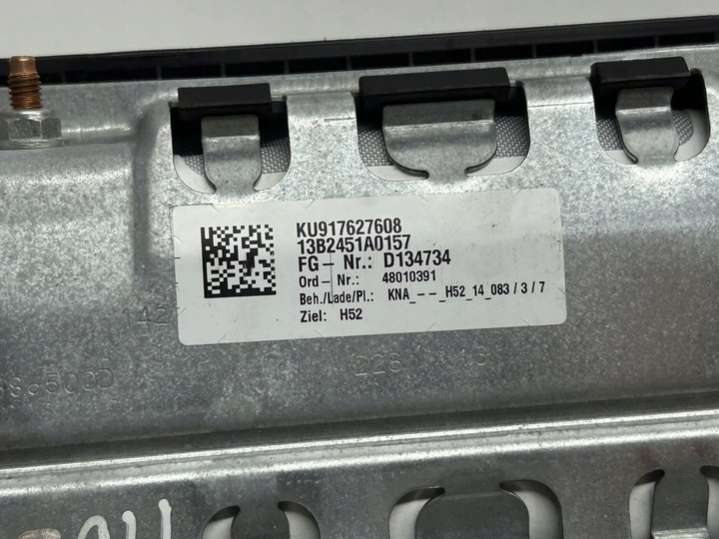 KU917627608
13B2451A0157
FG- Nr.: D134734
Ord- Nr.: 48010391
Beh./Lade/Pl.: KNA_--_H52_14_083/3/7
Ziel: H52